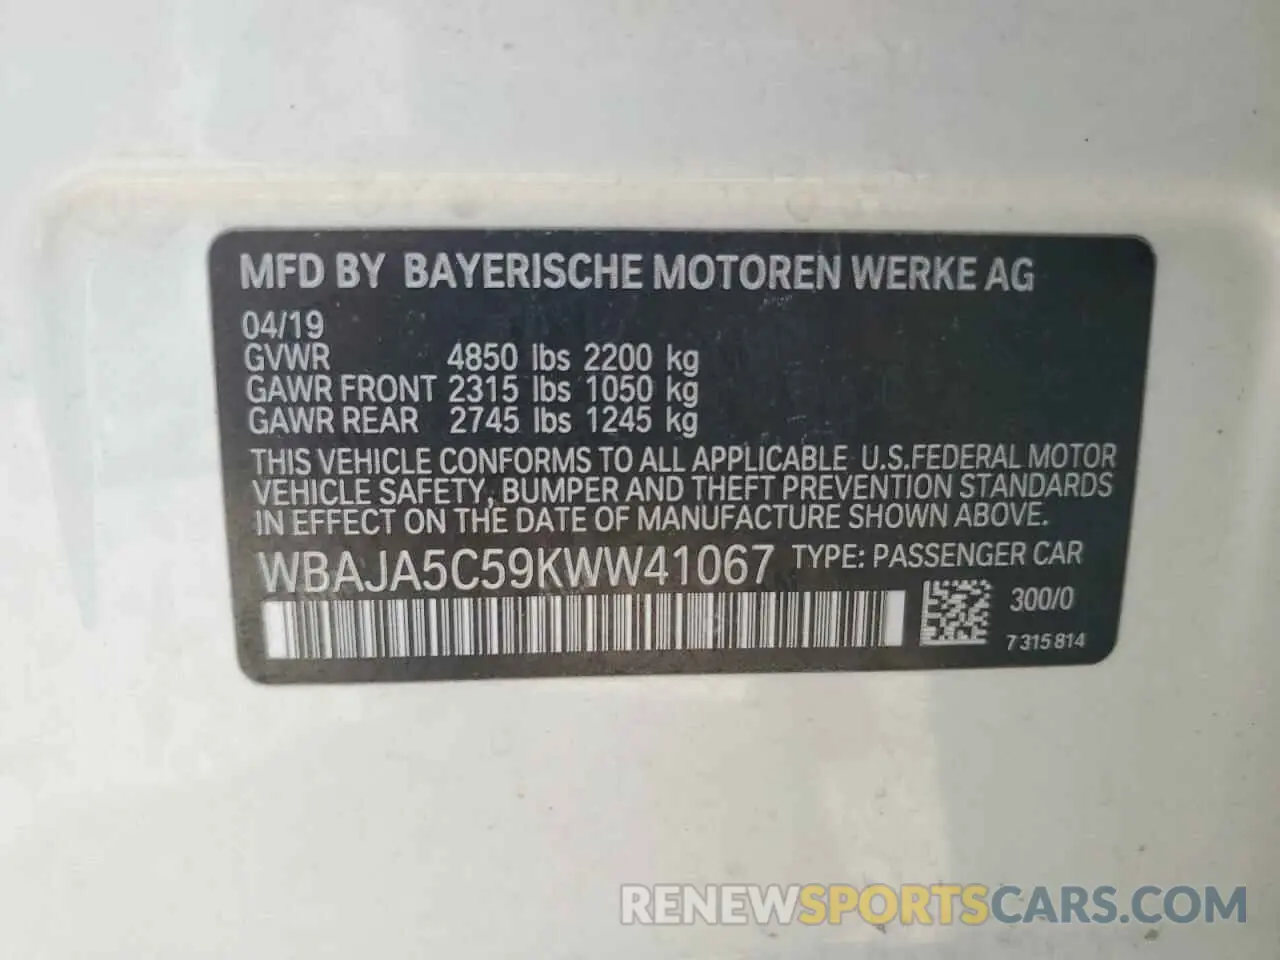 MFD BY BAYERISCHE MOTOREN WERKE AG
04/19
GVWR 4850 lbs 2200 kg
GAWR FRONT 2315 lbs 1050 kg
GAWR REAR 2745 lbs 1245 kg
THIS VEHICLE CONFORMS TO ALL APPLICABLE U.S.FEDERAL MOTOR
VEHICLE SAFETY, BUMPER AND THEFT PREVENTION STANDARDS
IN EFFECT ON THE DATE OF MANUFACTURE SHOWN ABOVE.
WBAJA5C59KWW41067 TYPE: PASSENGER CAR
300/0
7 315 814
RENEWSPORTSCARS.COM